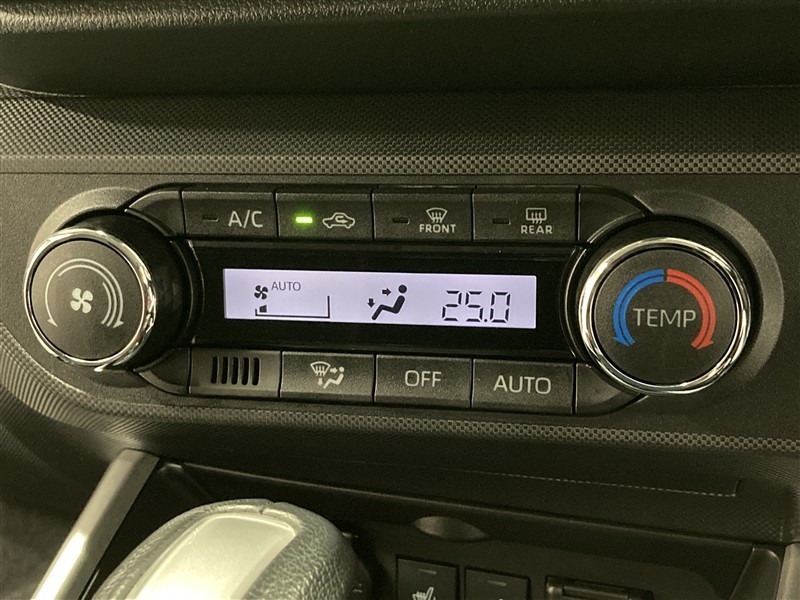 A/C
FRONT
REAR
AUTO
25.0
TEMP
OFF
AUTO